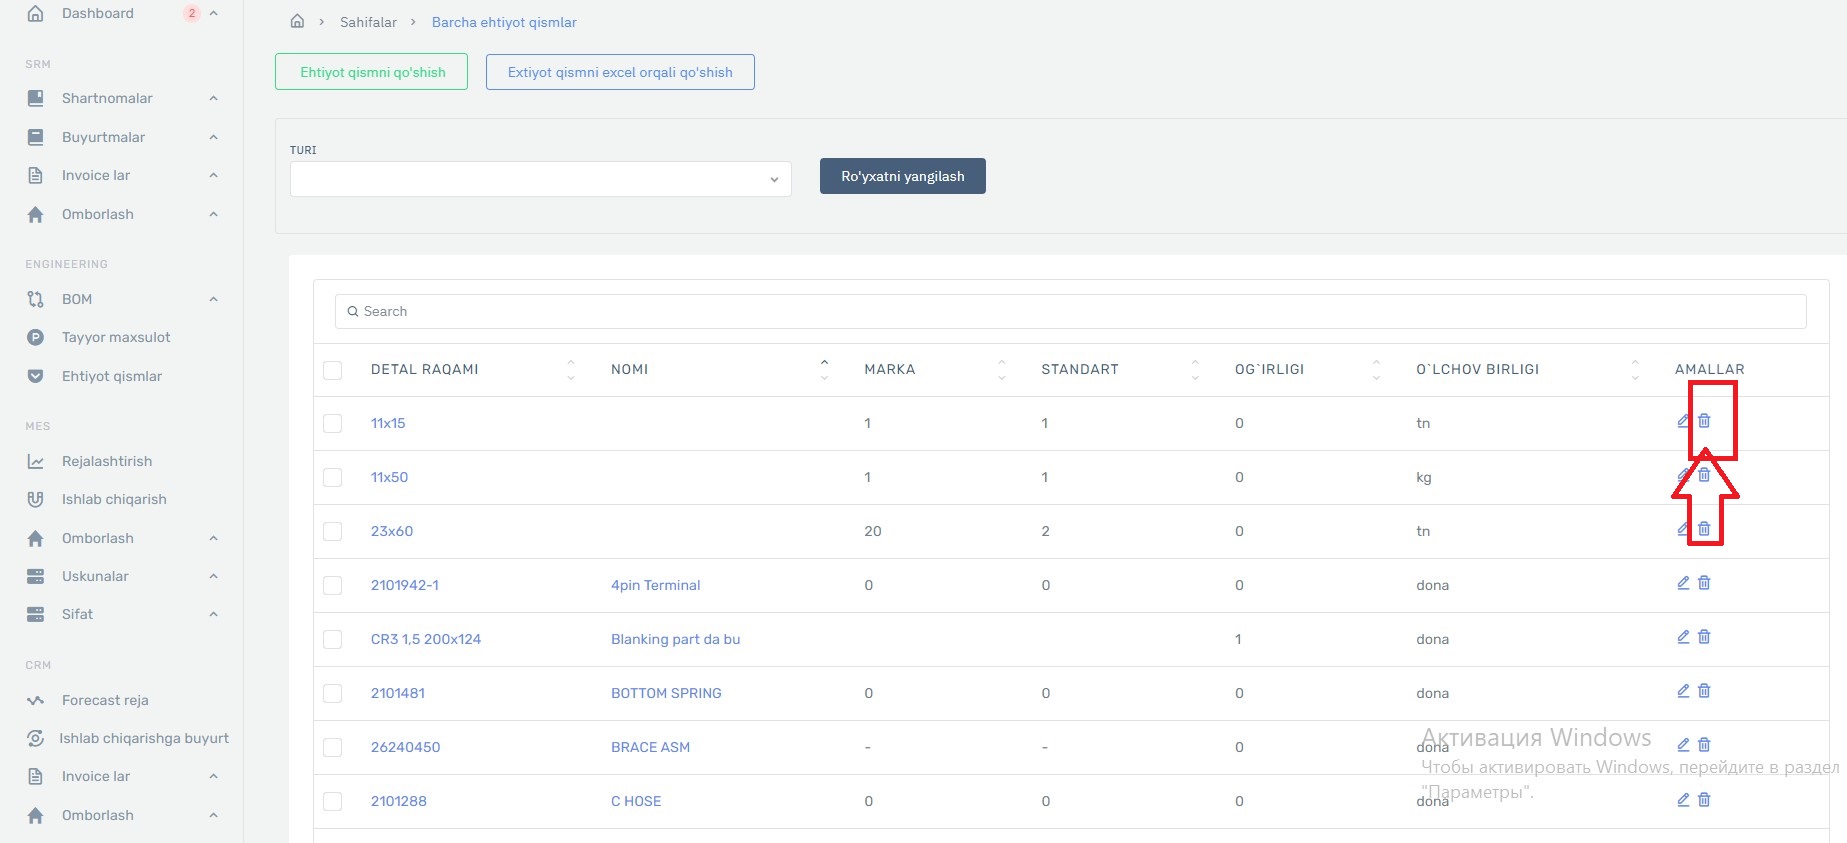 Dashboard 2
SRM
Shartnomalar
Buyurtmalar
Invoice lar
Omborlash
ENGINEERING
BOM
Tayyor maxsulot
Ehtiyot qismlar
MES
Rejalashtirish
Ishlab chiqarish
Omborlash
Uskunalar
Sifat
CRM
Forecast reja
Ishlab chiqarishga buyurt
Invoice lar
Omborlash
Sahifalar Barcha ehtiyot qismlar
Ehtiyot qismni qo'shish Extiyot qismni excel orqali qo'shish
TURI
Ro'yxatni yangilash
Search
DETAL RAQAMI NOMI MARKA STANDART OG`IRLIGI O`LCHOV BIRLIGI AMALLAR
11x15 1 1 0 tn
11x50 1 1 0 kg
23x60 20 2 0 tn
2101942-1 4pin Terminal 0 0 0 dona
CR3 1,5 200x124 Blanking part da bu 1 dona
2101481 BOTTOM SPRING 0 0 0 dona
26240450 BRACE ASM - - 0 dona
2101288 C HOSE 0 0 0 dona
Активация Windows
Чтобы активировать Windows, перейдите в раздел
"Параметры".